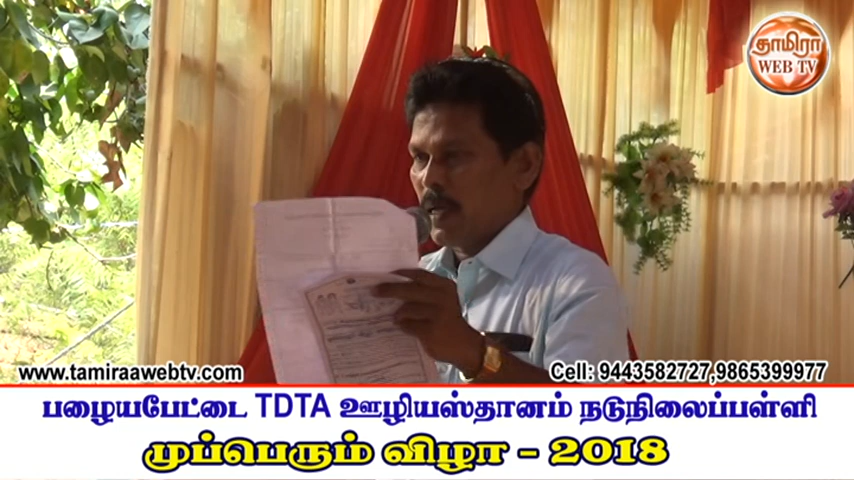 தாமிரா
WEB TV
www.tamiraawebtv.com
Cell: 9443582727,9865399977
பழையபேட்டை TDTA ஊழியஸ்தானம் நடுநிலைப்பள்ளி
முப்பெரும் விழா - 2018